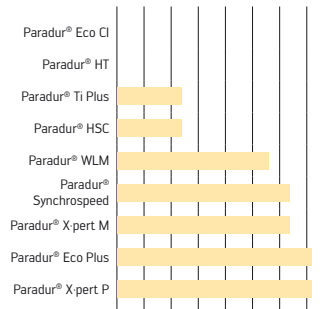 Paradur® Eco CI
Paradur® HT
Paradur® Ti Plus
Paradur® HSC
Paradur® WLM
Paradur®
Synchrospeed
Paradur® X·pert M
Paradur® Eco Plus
Paradur® X·pert P